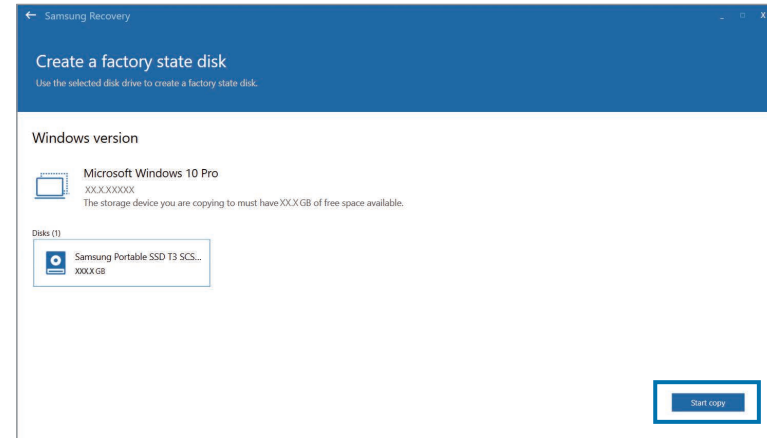 Samsung Recovery
Create a factory state disk
Use the selected disk drive to create a factory state disk.
Windows version
Microsoft Windows 10 Pro
XX.X.XXXXX
The storage device you are copying to must have XX.X GB of free space available.
Disks (1)
Samsung Portable SSD T3 SCS...
XXX.X GB
Start copy